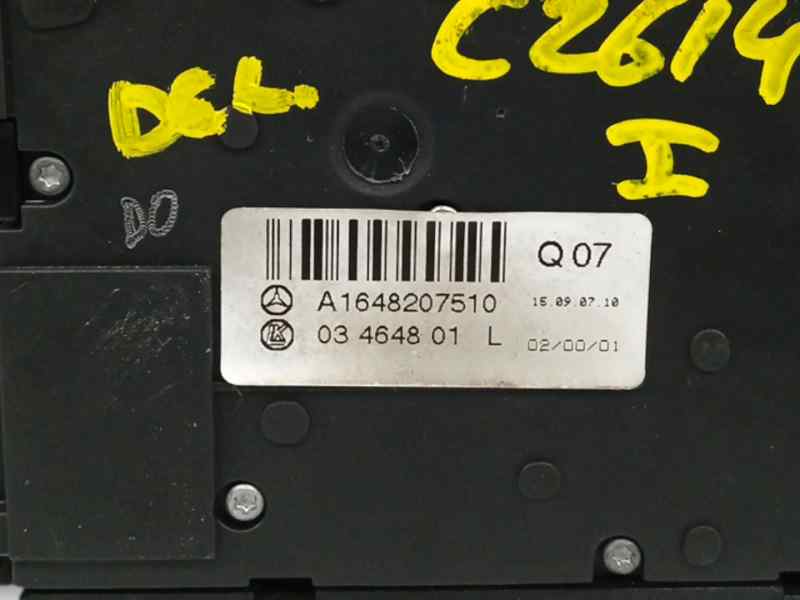 C2614
DEL.
I
DO
Q 07
A1648207510
15.09.07.10
03 4648 01 L
02/00/01